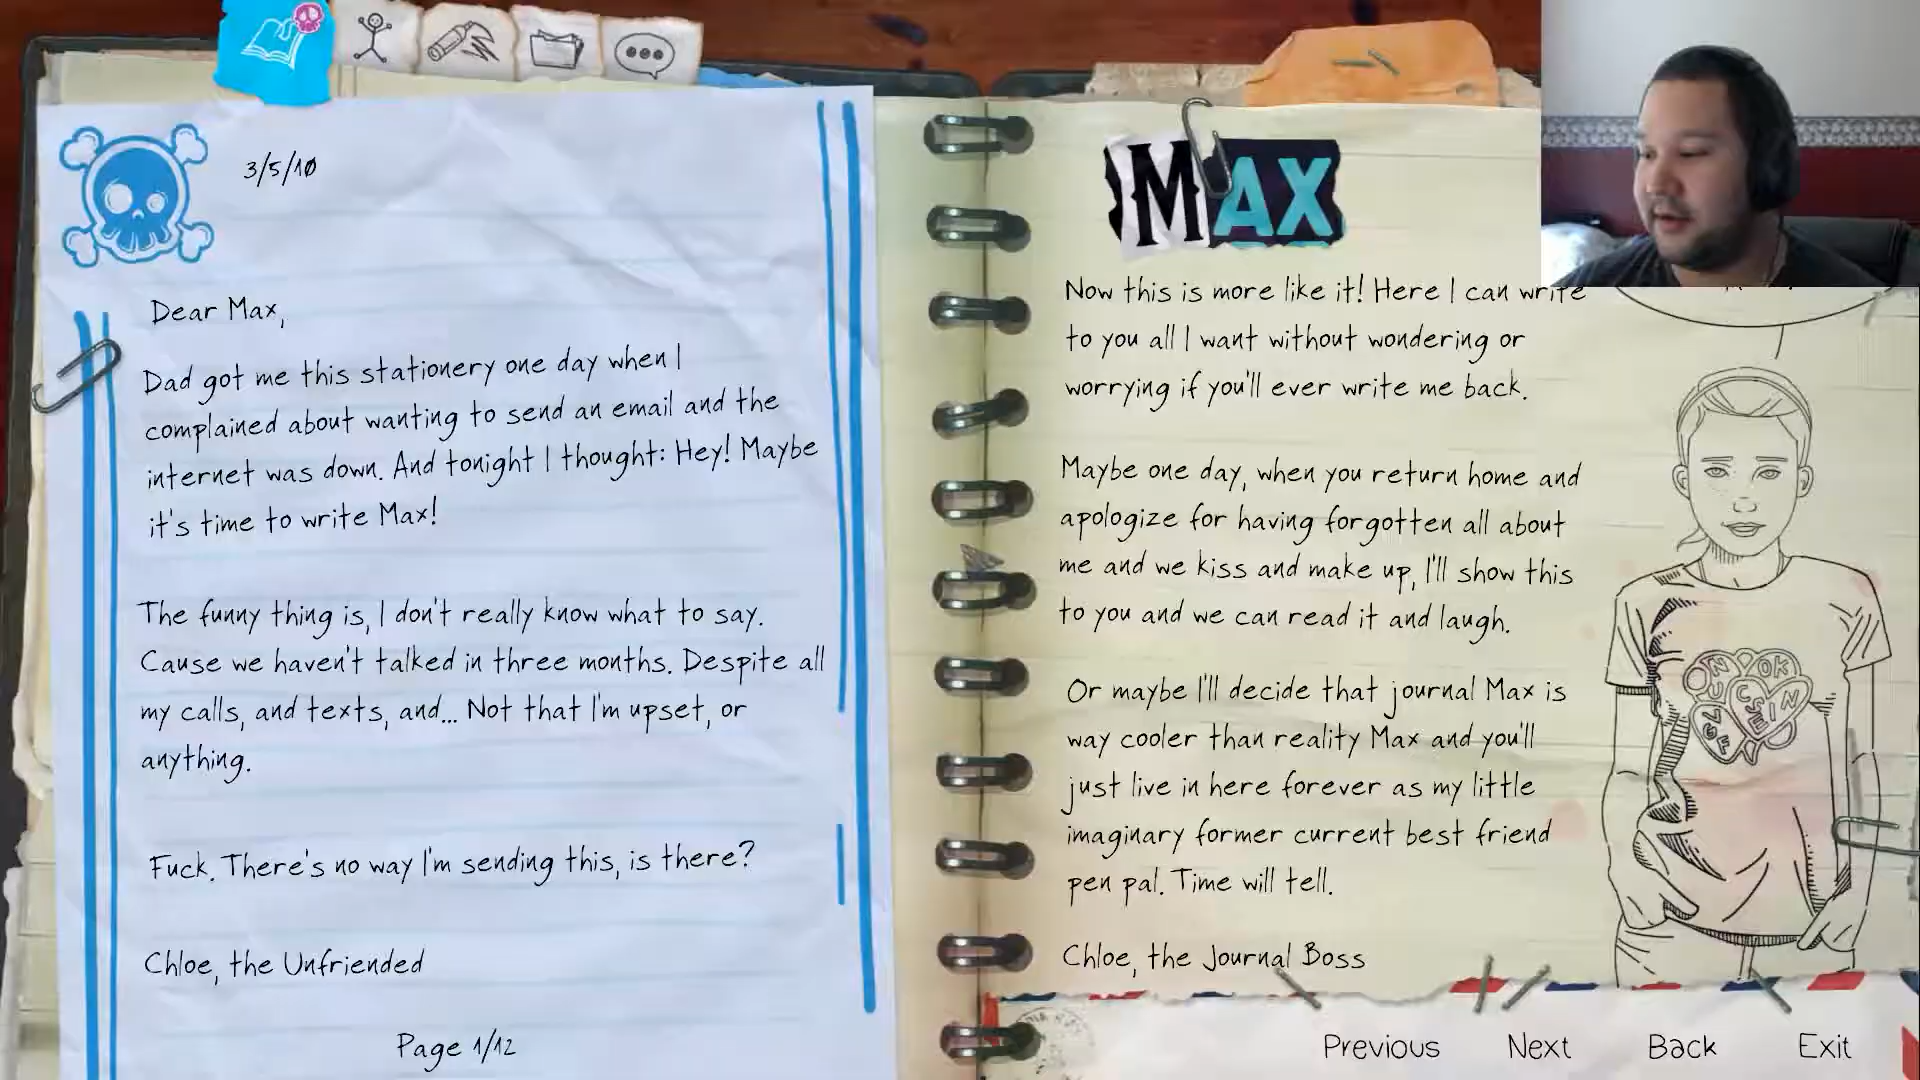 3/5/10
Dear Max,
Dad got me this stationery one day when I
complained about wanting to send an email and the
internet was down. And tonight I thought: Hey! Maybe
it's time to write Max!
The funny thing is, I don't really know what to say.
Cause we haven't talked in three months. Despite all
my calls, and texts, and... Not that I'm upset, or
anything.
Fuck. There's no way I'm sending this, is there?
Chloe, the Unfriended
Page 1/12
MAX
Now this is more like it! Here I can write
to you all I want without wondering or
worrying if you'll ever write me back.
Maybe one day, when you return home and
apologize for having forgotten all about
me and we kiss and make up, I'll show this
to you and we can read it and laugh.
Or maybe I'll decide that journal Max is
way cooler than reality Max and you'll
just live in here forever as my little
imaginary former current best friend
pen pal. Time will tell.
Chloe, the Journal Boss
Previous Next Back Exit